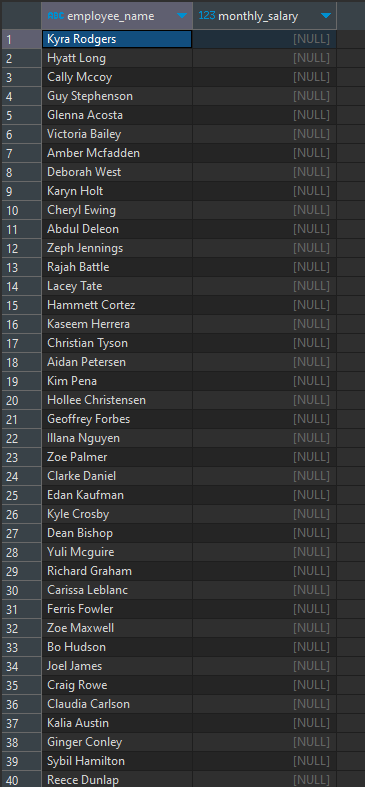 ABC employee_name 123 monthly_salary
1 Kyra Rodgers [NULL]
2 Hyatt Long [NULL]
3 Cally Mccoy [NULL]
4 Guy Stephenson [NULL]
5 Glenna Acosta [NULL]
6 Victoria Bailey [NULL]
7 Amber Mcfadden [NULL]
8 Deborah West [NULL]
9 Karyn Holt [NULL]
10 Cheryl Ewing [NULL]
11 Abdul Deleon [NULL]
12 Zeph Jennings [NULL]
13 Rajah Battle [NULL]
14 Lacey Tate [NULL]
15 Hammett Cortez [NULL]
16 Kaseem Herrera [NULL]
17 Christian Tyson [NULL]
18 Aidan Petersen [NULL]
19 Kim Pena [NULL]
20 Hollee Christensen [NULL]
21 Geoffrey Forbes [NULL]
22 Illana Nguyen [NULL]
23 Zoe Palmer [NULL]
24 Clarke Daniel [NULL]
25 Edan Kaufman [NULL]
26 Kyle Crosby [NULL]
27 Dean Bishop [NULL]
28 Yuli Mcguire [NULL]
29 Richard Graham [NULL]
30 Carissa Leblanc [NULL]
31 Ferris Fowler [NULL]
32 Zoe Maxwell [NULL]
33 Bo Hudson [NULL]
34 Joel James [NULL]
35 Craig Rowe [NULL]
36 Claudia Carlson [NULL]
37 Kalia Austin [NULL]
38 Ginger Conley [NULL]
39 Sybil Hamilton [NULL]
40 Reece Dunlap [NULL]